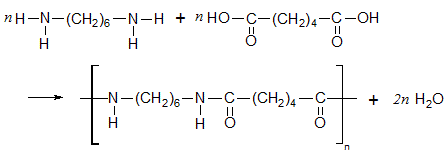 n H—N—(CH₂)₆—N—H + n HO—C—(CH₂)₄—C—OH
H H O O
⟶ [—N—(CH₂)₆—N—C—(CH₂)₄—C—]ₙ + 2n H₂O
H H O O